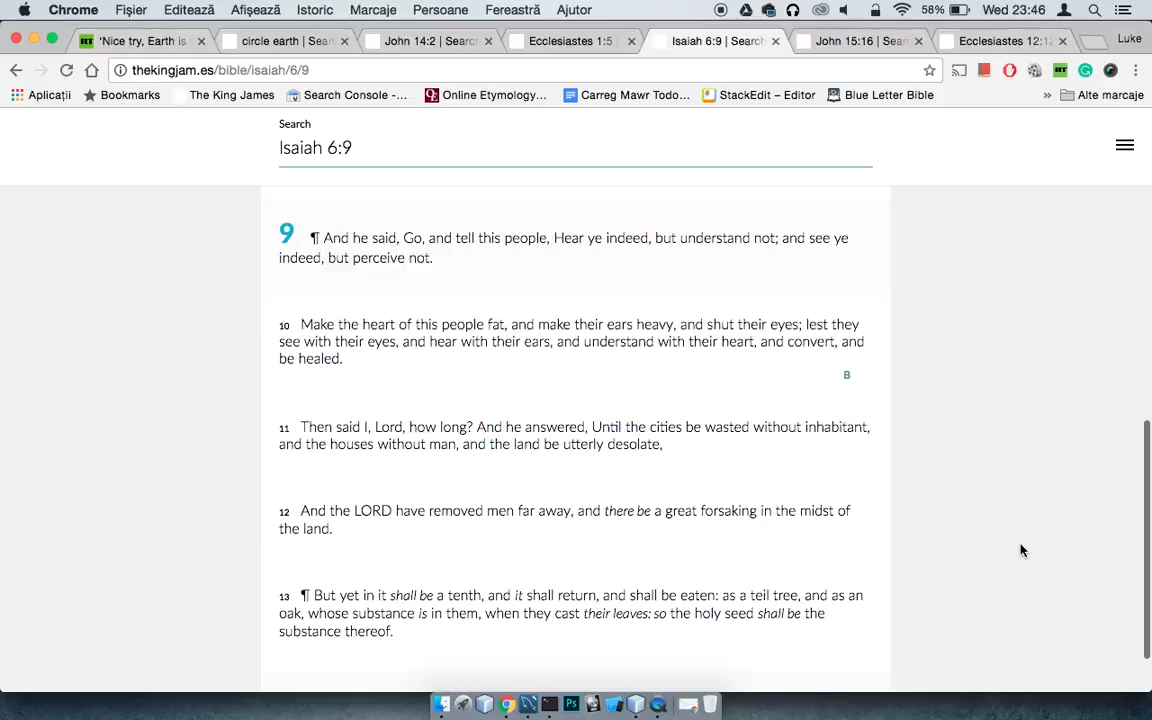 Chrome Fișier Editează Afișează Istoric Marcaje Persoane Fereastră Ajutor 58% Wed 23:46
RT 'Nice try, Earth is circle earth | Sear John 14:2 | Search Ecclesiastes 1:5 Isaiah 6:9 | Search John 15:16 | Sear Ecclesiastes 12:12 Luke
thekingjam.es/bible/isaiah/6/9
Aplicații Bookmarks The King James Search Console -... Online Etymology... Carreg Mawr Todo... StackEdit – Editor Blue Letter Bible » Alte marcaje
Search
Isaiah 6:9
9 ¶ And he said, Go, and tell this people, Hear ye indeed, but understand not; and see ye
indeed, but perceive not.
10 Make the heart of this people fat, and make their ears heavy, and shut their eyes; lest they
see with their eyes, and hear with their ears, and understand with their heart, and convert, and
be healed.
B
11 Then said I, Lord, how long? And he answered, Until the cities be wasted without inhabitant,
and the houses without man, and the land be utterly desolate,
12 And the LORD have removed men far away, and there be a great forsaking in the midst of
the land.
13 ¶ But yet in it shall be a tenth, and it shall return, and shall be eaten: as a teil tree, and as an
oak, whose substance is in them, when they cast their leaves: so the holy seed shall be the
substance thereof.
Ps